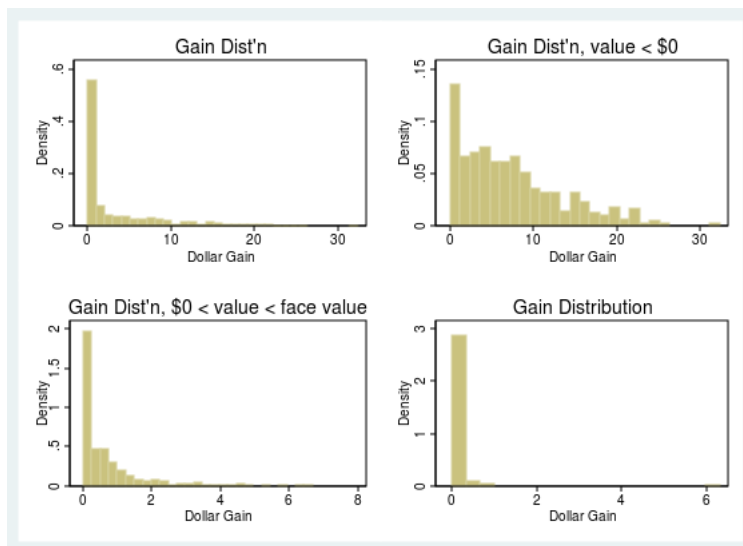 Gain Dist'n
Density
0 .2 .4 .6
0 10 20 30
Dollar Gain
Gain Dist'n, value < $0
Density
0 .05 .1 .15
0 10 20 30
Dollar Gain
Gain Dist'n, $0 < value < face value
Density
0 .5 1 1.5 2
0 2 4 6 8
Dollar Gain
Gain Distribution
Density
0 1 2 3
0 2 4 6
Dollar Gain